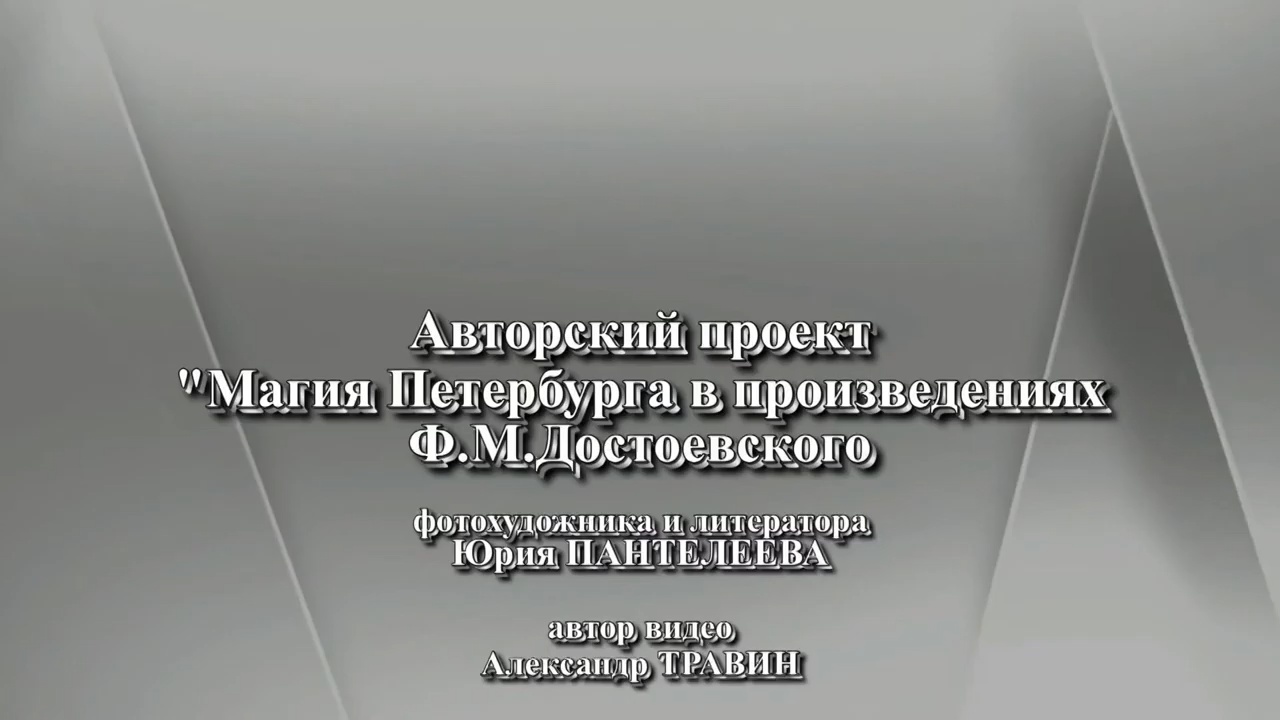 Авторский проект
"Магия Петербурга в произведениях
Ф.М.Достоевского
фотохудожника и литератора
Юрия ПАНТЕЛЕЕВА
автор видео
Александр ТРАВИН